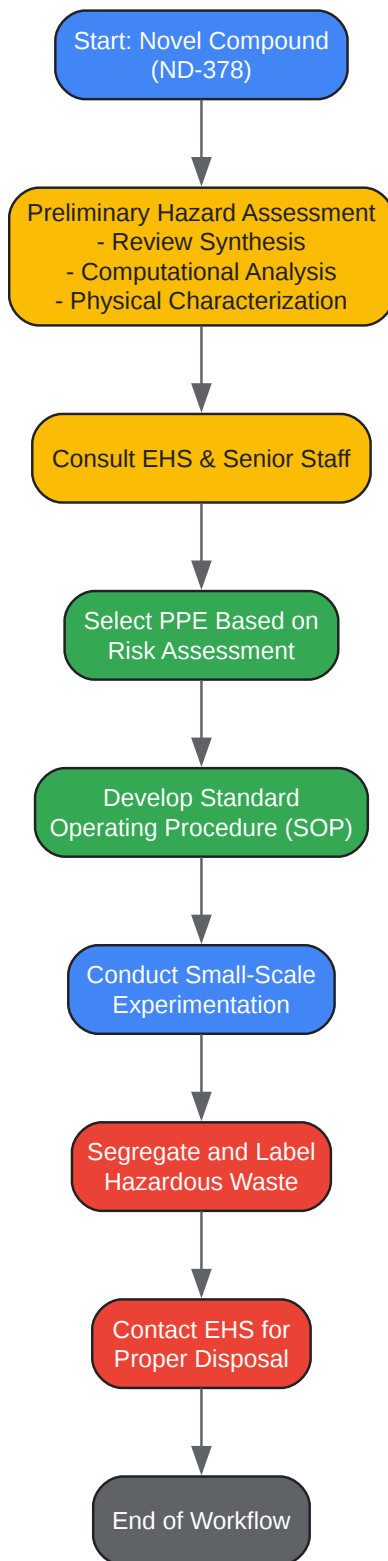 Start: Novel Compound
(ND-378)
Preliminary Hazard Assessment
- Review Synthesis
- Computational Analysis
- Physical Characterization
Consult EHS & Senior Staff
Select PPE Based on
Risk Assessment
Develop Standard
Operating Procedure (SOP)
Conduct Small-Scale
Experimentation
Segregate and Label
Hazardous Waste
Contact EHS for
Proper Disposal
End of Workflow